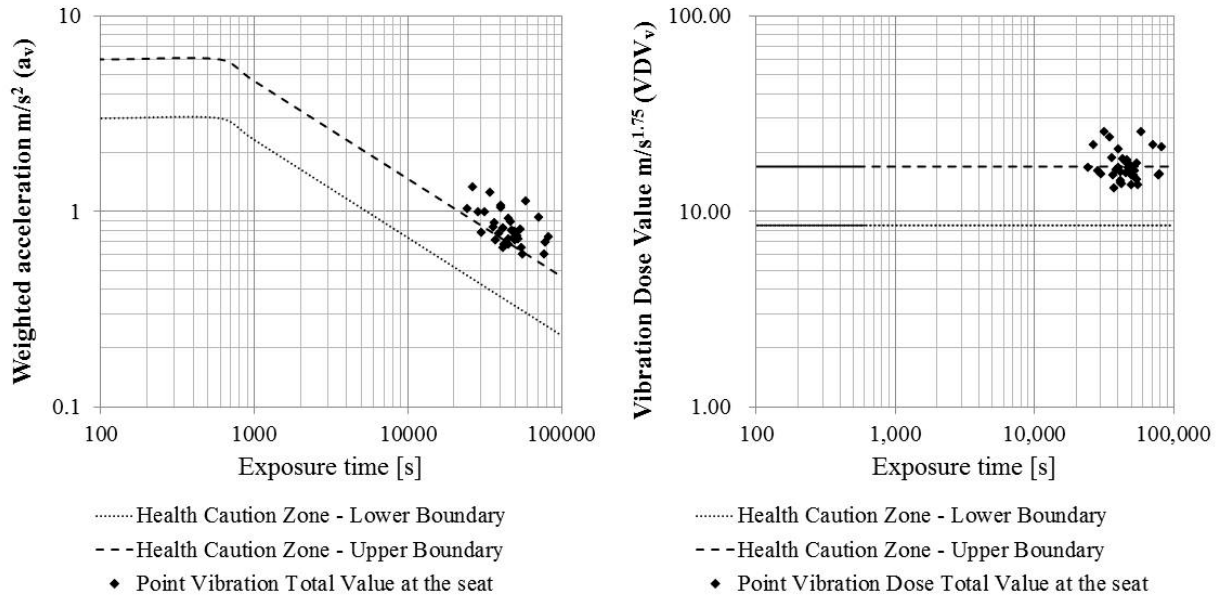 Weighted acceleration m/s² (aᵥ)
10
1
0.1
100
1000
10000
100000
Exposure time [s]
Health Caution Zone - Lower Boundary
Health Caution Zone - Upper Boundary
Point Vibration Total Value at the seat
Vibration Dose Value m/s¹·⁷⁵ (VDVᵥ)
100.00
10.00
1.00
100
1,000
10,000
100,000
Exposure time [s]
Health Caution Zone - Lower Boundary
Health Caution Zone - Upper Boundary
Point Vibration Dose Total Value at the seat